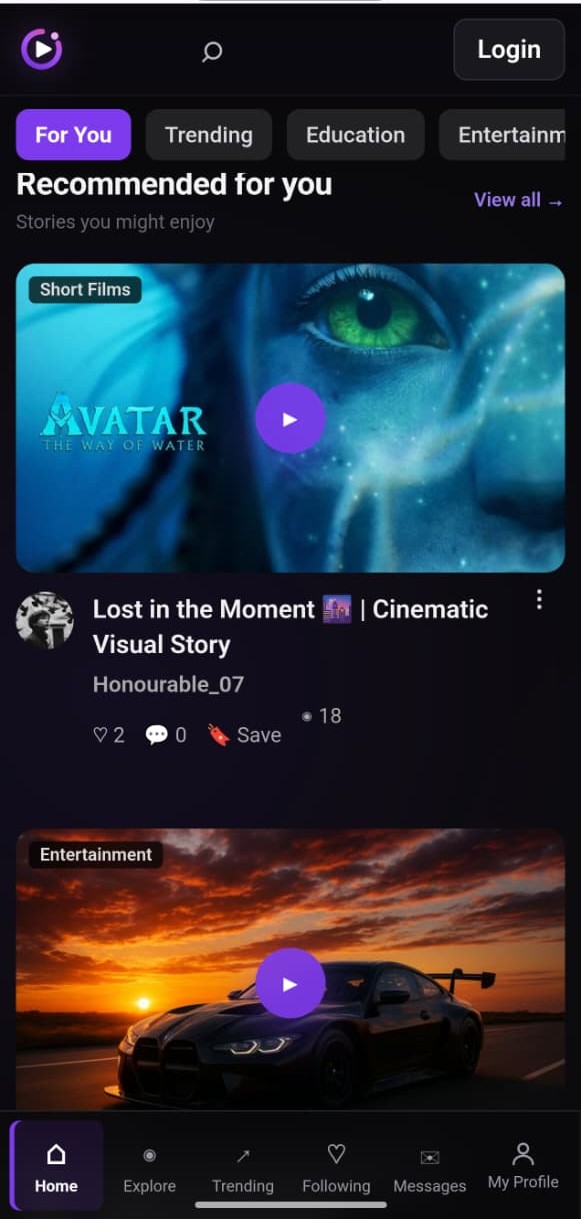 Login
For You Trending Education Entertainm
Recommended for you
View all →
Stories you might enjoy
Short Films
AVATAR
THE WAY OF WATER
Lost in the Moment 🌆 | Cinematic
Visual Story
Honourable_07
♡ 2 💬 0 🔖 Save ◉ 18
Entertainment
Home Explore Trending Following Messages My Profile